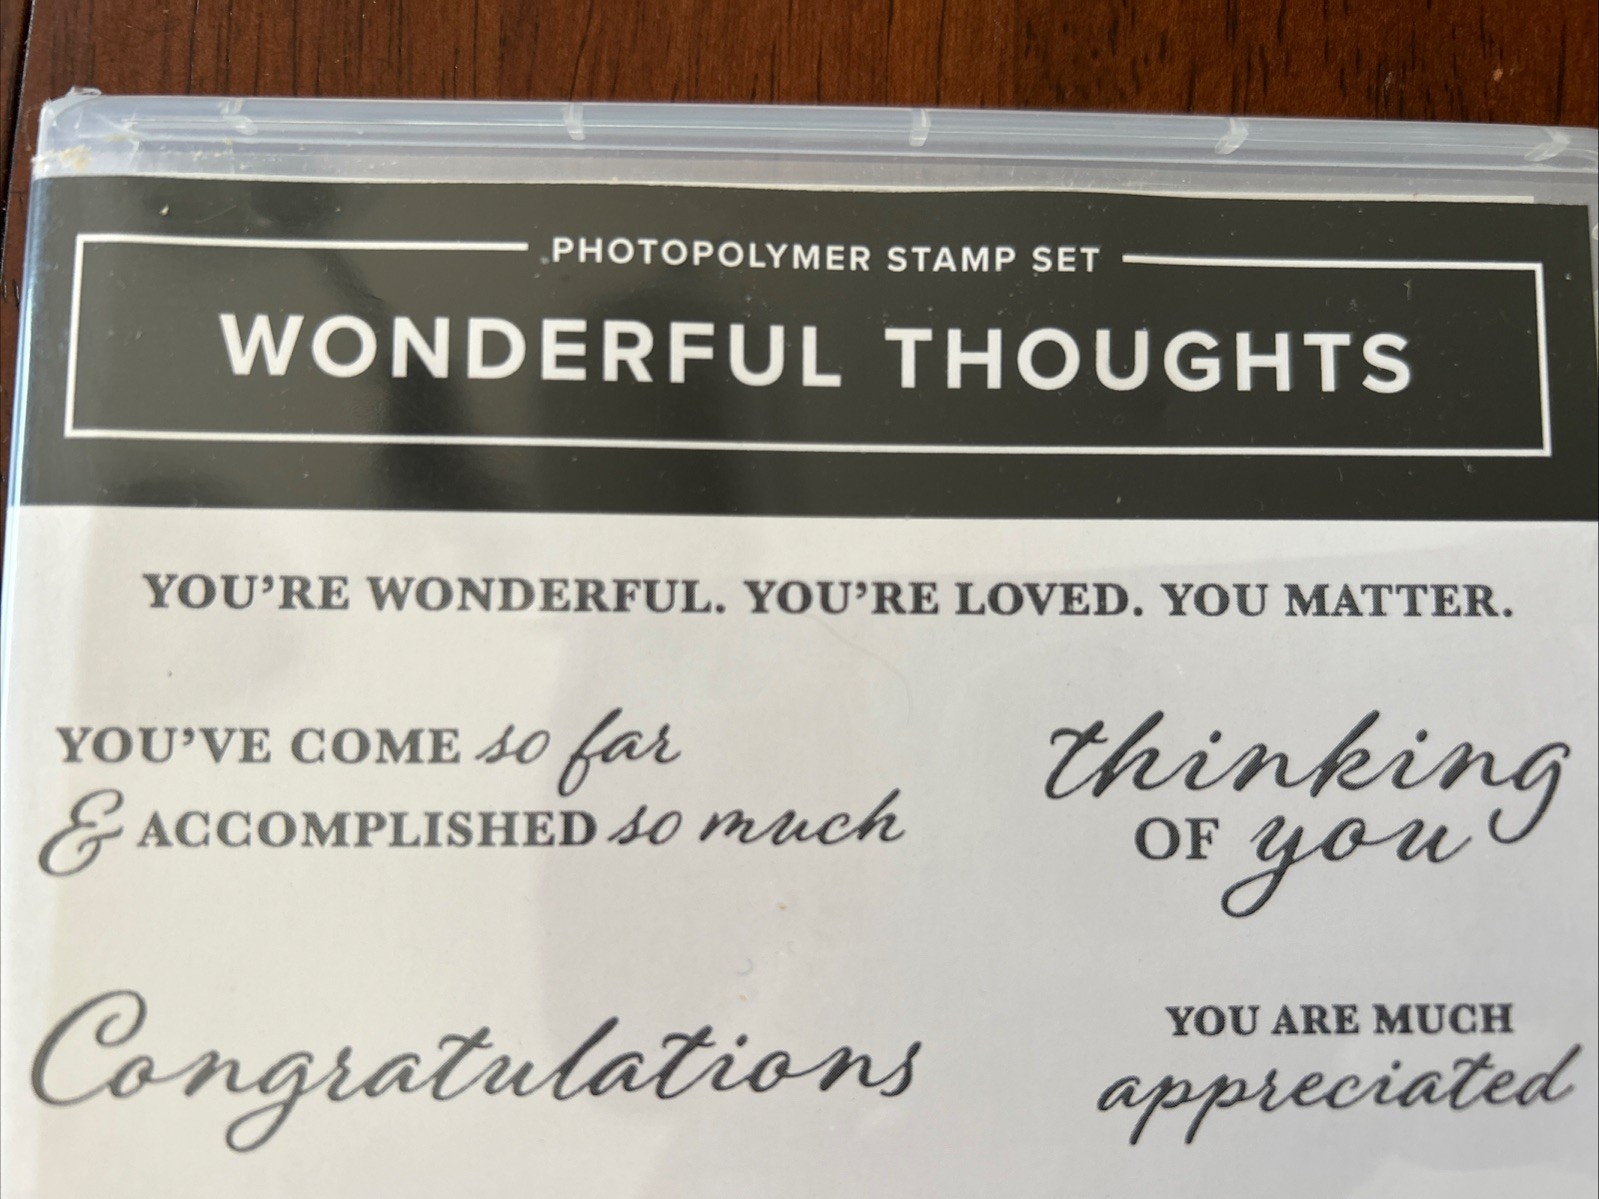 PHOTOPOLYMER STAMP SET
WONDERFUL THOUGHTS
YOU'RE WONDERFUL. YOU'RE LOVED. YOU MATTER.
YOU'VE COME so far
& ACCOMPLISHED so much
thinking
OF you
Congratulations
YOU ARE MUCH
appreciated